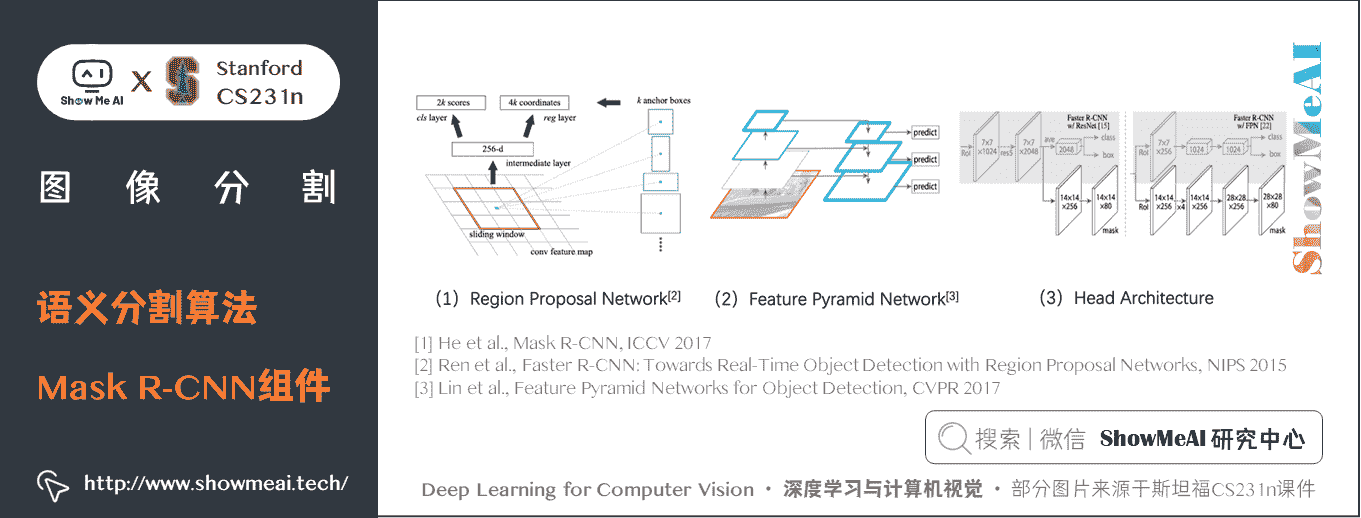 Show Me AI
X
Stanford
CS231n
图 像 分 割
语义分割算法
Mask R-CNN组件
http://www.showmeai.tech/
2k scores
4k coordinates
k anchor boxes
cls layer
reg layer
256-d
intermediate layer
sliding window
conv feature map
predict
predict
predict
Faster R-CNN
w/ ResNet [15]
RoI
7×7
×1024
res5
7×7
×2048
ave
2048
class
box
14×14
×256
14×14
×80
mask
Faster R-CNN
w/ FPN [22]
RoI
7×7
×256
1024
1024
class
box
RoI
14×14
×256
×4
14×14
×256
28×28
×256
28×28
×80
mask
ShowMeAI
（1）Region Proposal Network[2]
（2）Feature Pyramid Network[3]
（3）Head Architecture
[1] He et al., Mask R-CNN, ICCV 2017
[2] Ren et al., Faster R-CNN: Towards Real-Time Object Detection with Region Proposal Networks, NIPS 2015
[3] Lin et al., Feature Pyramid Networks for Object Detection, CVPR 2017
搜索 | 微信 ShowMeAI 研究中心
Deep Learning for Computer Vision · 深度学习与计算机视觉 · 部分图片来源于斯坦福CS231n课件